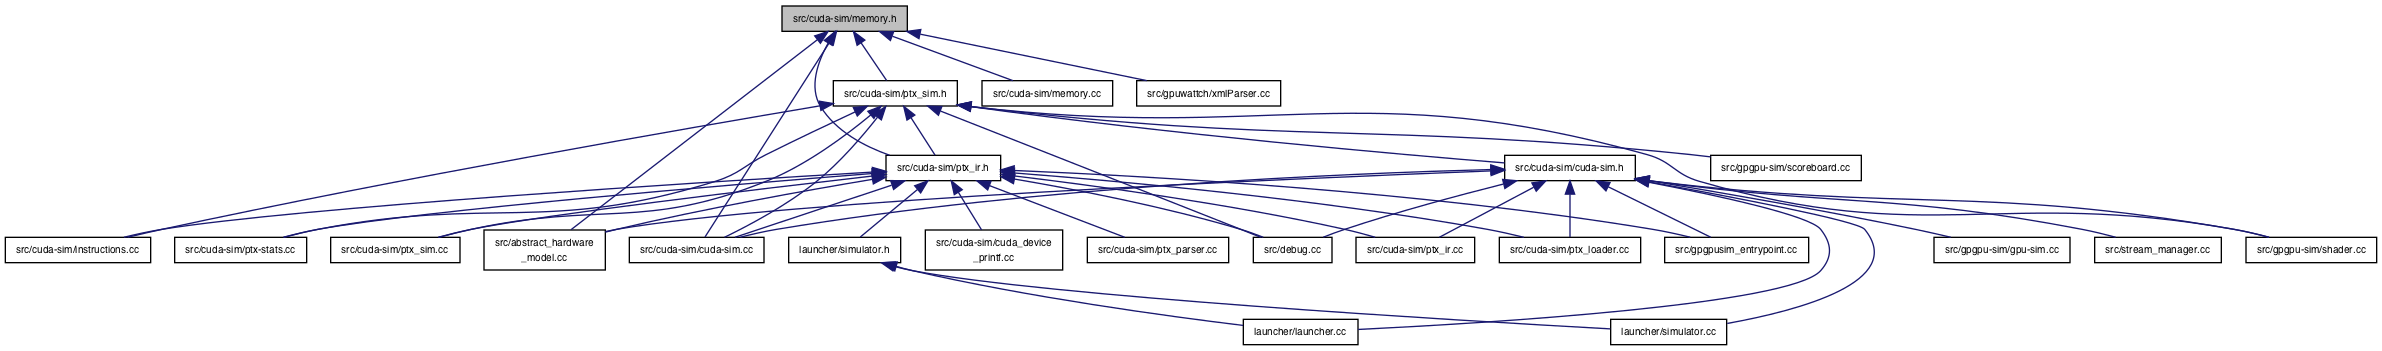 src/cuda-sim/memory.h
src/cuda-sim/ptx_sim.h
src/cuda-sim/memory.cc
src/gpuwattch/xmlParser.cc
src/cuda-sim/ptx_ir.h
src/cuda-sim/cuda-sim.h
src/gpgpu-sim/scoreboard.cc
src/cuda-sim/instructions.cc
src/cuda-sim/ptx-stats.cc
src/cuda-sim/ptx_sim.cc
src/abstract_hardware
_model.cc
src/cuda-sim/cuda-sim.cc
launcher/simulator.h
src/cuda-sim/cuda_device
_printf.cc
src/cuda-sim/ptx_parser.cc
src/debug.cc
src/cuda-sim/ptx_ir.cc
src/cuda-sim/ptx_loader.cc
src/gpgpusim_entrypoint.cc
src/gpgpu-sim/gpu-sim.cc
src/stream_manager.cc
src/gpgpu-sim/shader.cc
launcher/launcher.cc
launcher/simulator.cc